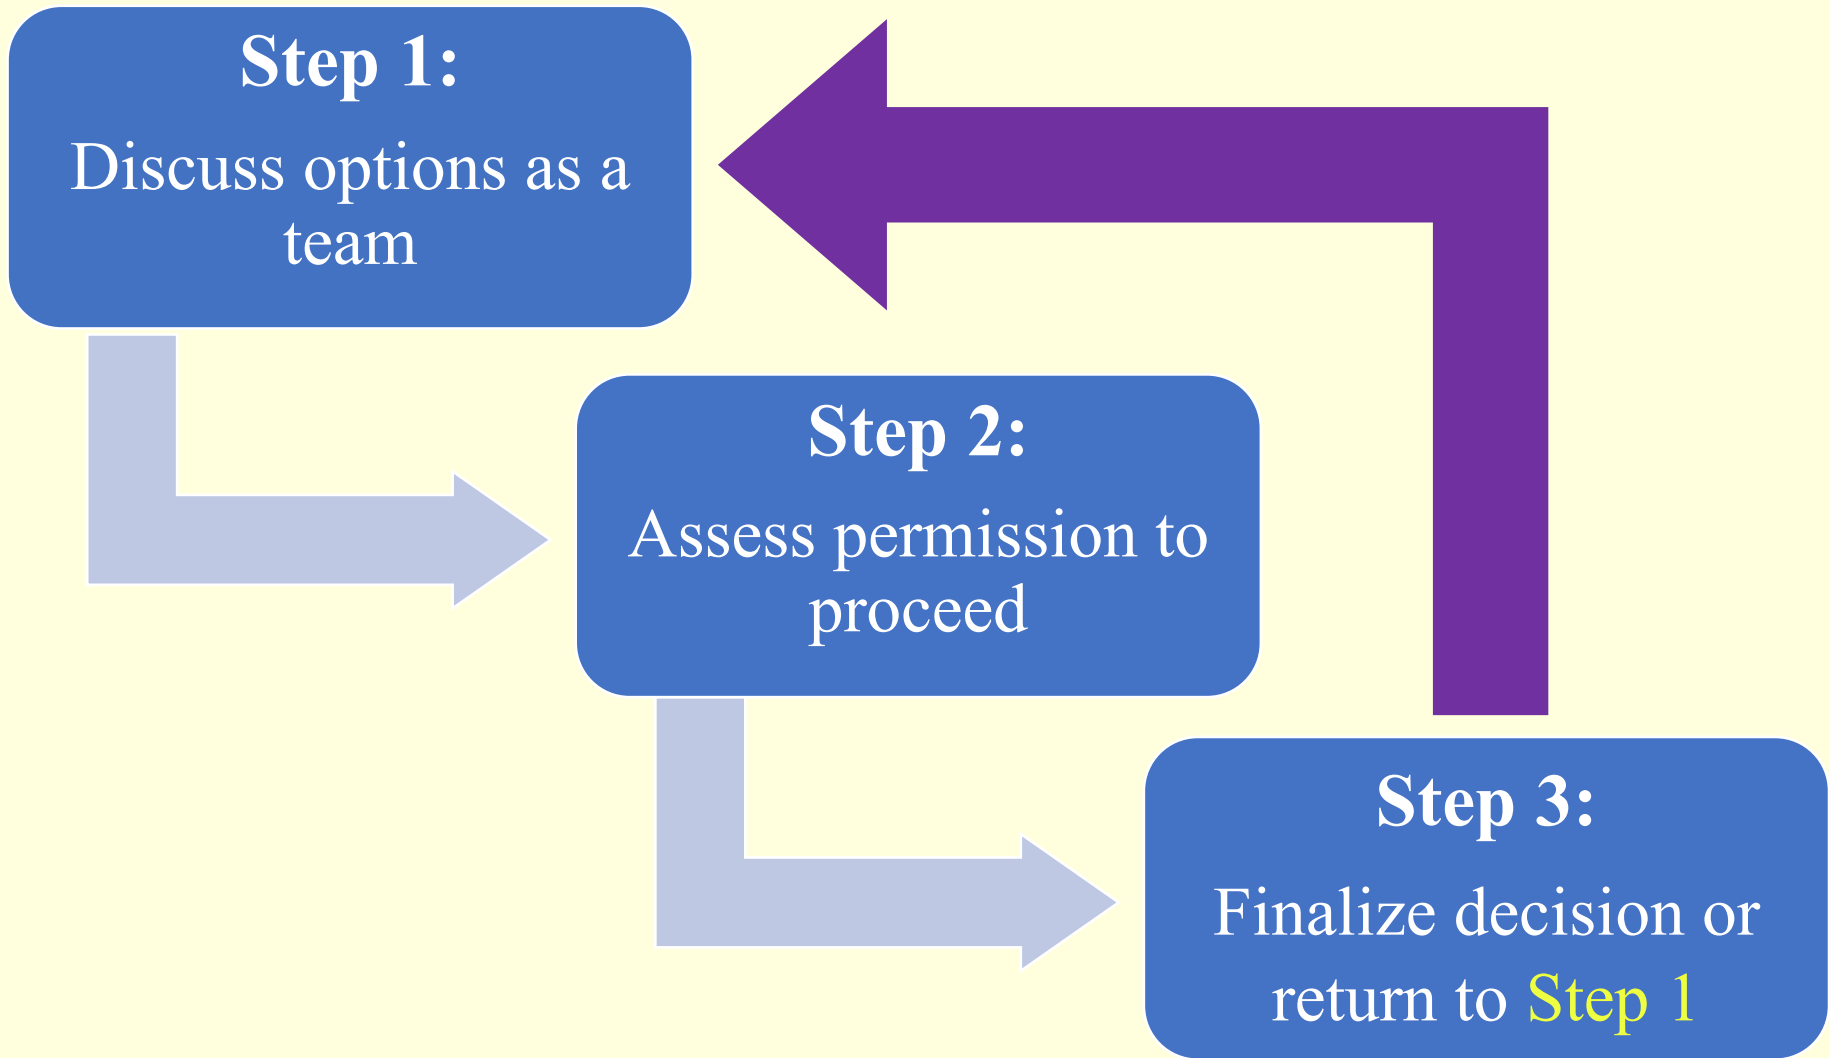 Step 1:
Discuss options as a
team
Step 2:
Assess permission to
proceed
Step 3:
Finalize decision or
return to Step 1